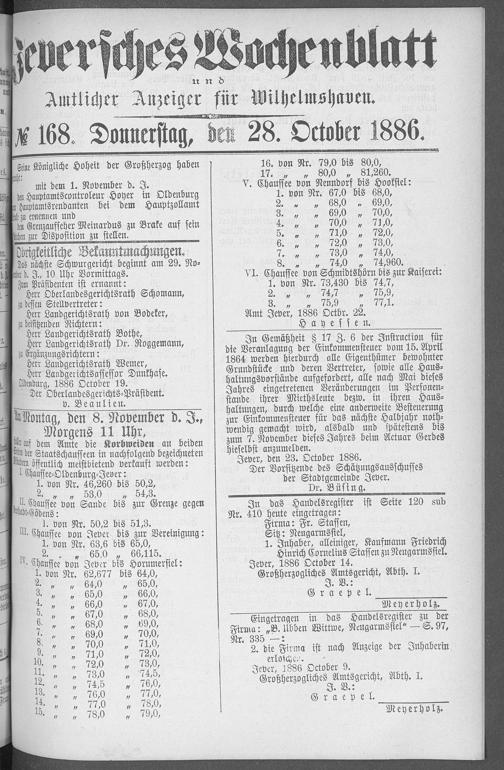 Jeversches Wochenblatt
und
Amtlicher Anzeiger für Wilhelmshaven.
№ 168. Donnerstag, den 28. October 1886.
Seine Königliche Hoheit der Großherzog haben
mit dem 1. November d. J.
den Hauptamtscontroleur Hoyer in Oldenburg
zum Hauptamtsrendanten bei dem Hauptzollamt
zu ernennen und
den Grenzaufseher Meinardus zu Brake auf sein
zur Disposition zu stellen.
Obrigkeitliche Bekanntmachungen.
Das nächste Schwurgericht beginnt am 29. No-
vember d. J., 10 Uhr Vormittags.
Zum Präsidenten ist ernannt:
Herr Oberlandesgerichtsrath Schomann,
zu dessen Stellvertreter:
Herr Landgerichtsrath von Bodeker,
zu beisitzenden Richtern:
Herr Landgerichtsrath Bothe,
Herr Landgerichtsrath Dr. Roggemann,
zu Ergänzungsrichtern:
Herr Landgerichtsrath Wemer,
Herr Landgerichtsassessor Dunkhase.
Oldenburg, 1886 October 19.
Der Oberlandesgerichts-Präsident.
v. Beaulieu.
Am Montag, den 8. November d. J.,
Morgens 11 Uhr,
auf dem Amte die Korbweiden an beiden
Seiten der Staatschausseen in nachfolgend bezeichneten
öffentlich meistbietend verkauft werden:
I. Chaussee-Oldenburg-Jever:
1. von Nr. 46,260 bis 50,2,
2. „ „ 53,0 „ 54,3.
II. Chaussee von Sande bis zur Grenze gegen
Gödens:
1. von Nr. 50,2 bis 51,3.
III. Chaussee von Jever bis zur Vereinigung:
1. von Nr. 63,6 bis 65,0,
2. „ „ 65,0 „ 66,115.
IV. Chaussee von Jever bis Horumersiel:
1. von Nr. 62,677 bis 64,0,
2. „ „ 64,0 „ 65,0,
3. „ „ 65,0 „ 66,0,
4. „ „ 66,0 „ 67,0,
5. „ „ 67,0 „ 68,0,
6. „ „ 68,0 „ 69,0,
7. „ „ 69,0 „ 70,0,
8. „ „ 70,0 „ 71,0,
9. „ „ 71,0 „ 72,0,
10. „ „ 72,0 „ 73,0,
11. „ „ 73,0 „ 74,5,
12. „ „ 74,5 „ 76,0,
13. „ „ 76,0 „ 77,0,
14. „ „ 77,0 „ 78,0,
15. „ „ 78,0 „ 79,0,
16. von Nr. 79,0 bis 80,0,
17. „ „ 80,0 „ 81,260.
V. Chaussee von Nenndorf bis Hooksiel:
1. von Nr. 67,0 bis 68,0,
2. „ „ 68,0 „ 69,0,
3. „ „ 69,0 „ 70,0,
4. „ „ 70,0 „ 71,0,
5. „ „ 71,0 „ 72,0,
6. „ „ 72,0 „ 73,0,
7. „ „ 73,0 „ 74,0,
8. „ „ 74,0 „ 74,960.
VI. Chaussee von Schmidtshörn bis zur Kaiserei:
1. von Nr. 73,430 bis 74,7,
2. „ „ 74,7 „ 75,9,
3. „ „ 75,9 „ 77,1.
Amt Jever, 1886 Octbr. 22.
Hayessen.
In Gemäßheit § 17 Z. 6 der Instruction für
die Veranlagung der Einkommensteuer vom 15. April
1864 werden hierdurch alle Eigenthümer bewohnter
Grundstücke und deren Vertreter, sowie alle Haus-
haltungsvorstände aufgefordert, alle nach Mai dieses
Jahres eingetretenen Veränderungen im Personen-
stande ihrer Miethsleute bezw. in ihren Haus-
haltungen, durch welche eine anderweite Besteuerung
zur Einkommensteuer für das nächste Halbjahr noth-
wendig gemacht wird, alsbald und spätestens bis
zum 7. November dieses Jahres beim Actuar Gerdes
hieselbst anzumelden.
Jever, den 23. October 1886.
Der Vorsitzende des Schätzungsausschusses
der Stadtgemeinde Jever.
Dr. Büsing.
In das Handelsregister ist Seite 120 sub
Nr. 410 heute eingetragen:
Firma: Fr. Staffen,
Sitz: Neugarmssiel,
1. Inhaber, alleiniger, Kaufmann Friedrich
Hinrich Cornelius Staffen zu Neugarmssiel.
Jever, 1886 October 14.
Großherzogliches Amtsgericht, Abth. I.
J. V.:
Graepel.
Meyerholz.
Eingetragen in das Handelsregister zu der
Firma: „B. Ubben Wittwe, Neugarmssiel“ — S. 97,
Nr. 335 —:
2. die Firma ist nach Anzeige der Inhaberin
erloschen.
Jever, 1886 October 9.
Großherzogliches Amtsgericht, Abth. I.
J. V.:
Graepel.
Meyerholz.